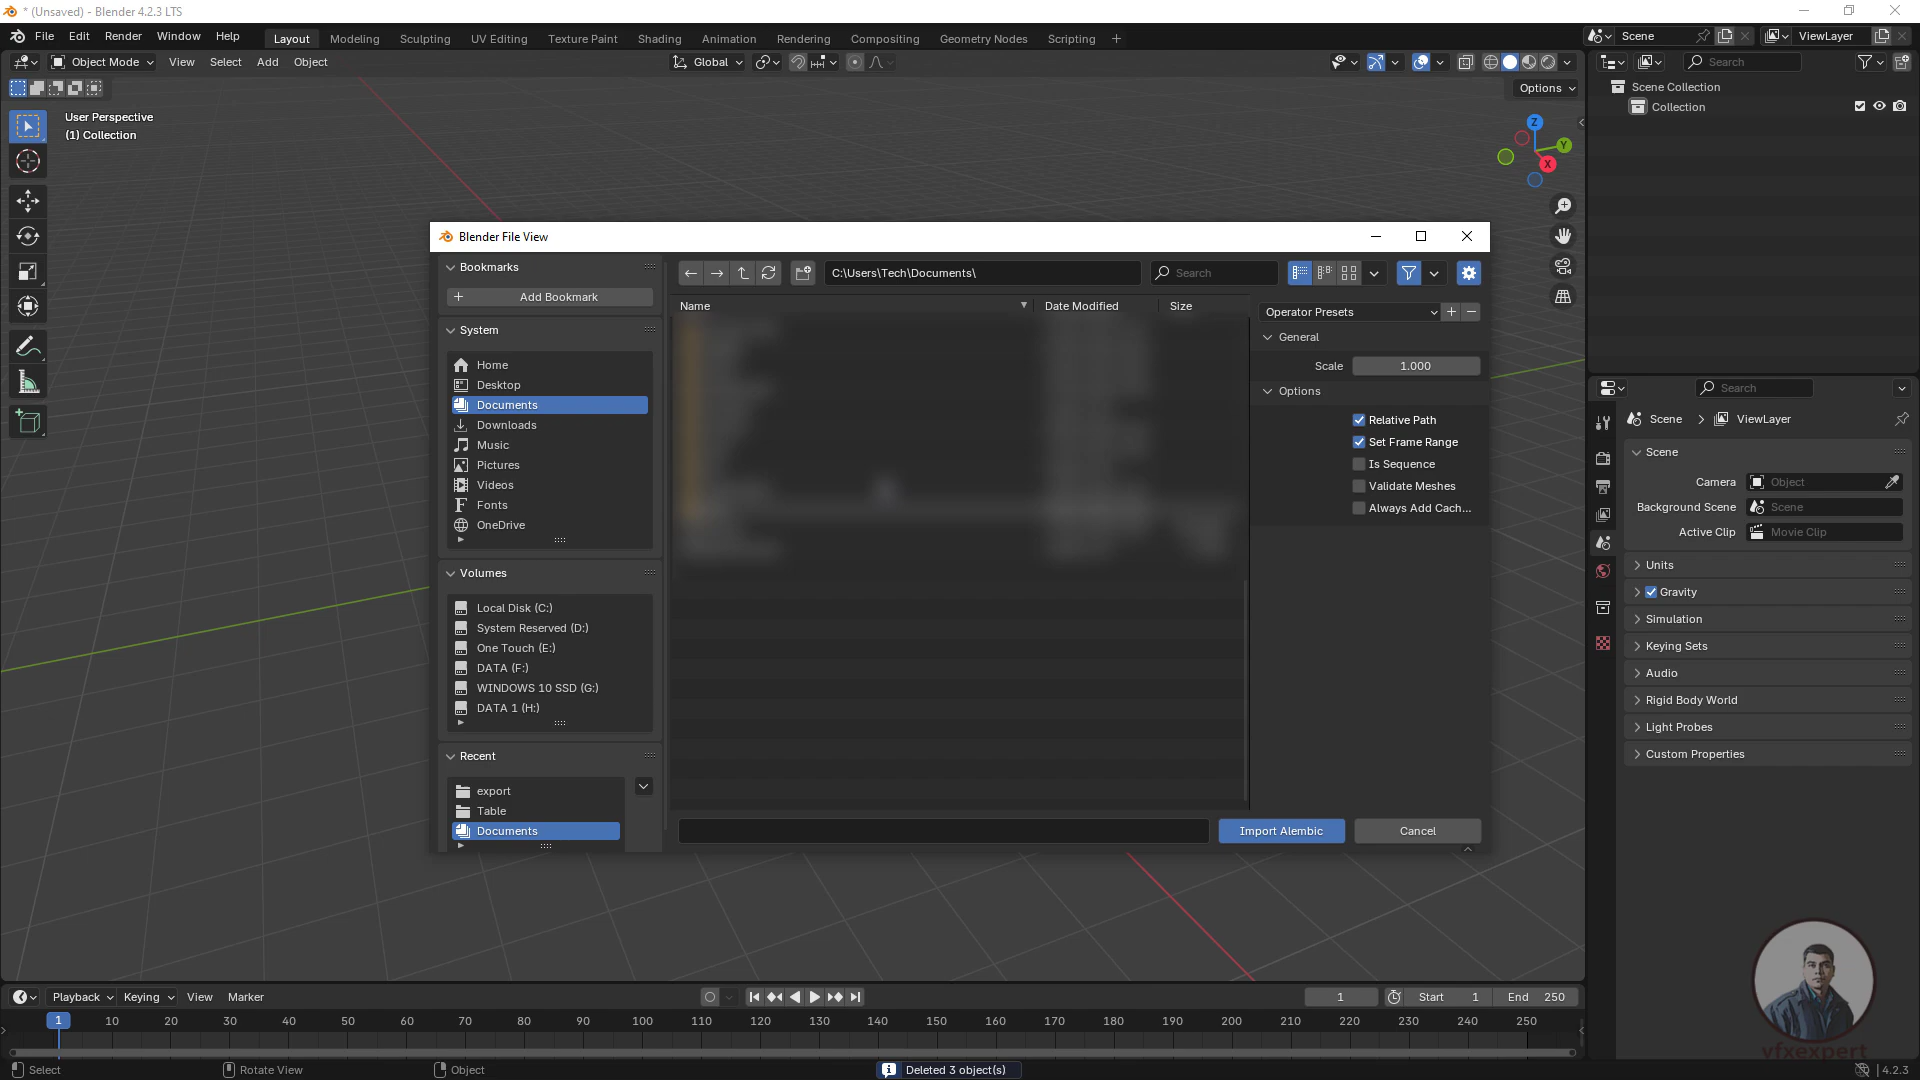 * (Unsaved) - Blender 4.2.3 LTS
File Edit Render Window Help Layout Modeling Sculpting UV Editing Texture Paint Shading Animation Rendering Compositing Geometry Nodes Scripting + Scene ViewLayer
Object Mode View Select Add Object Global Search
Options
User Perspective
(1) Collection
Z
Y
X
Scene Collection
Collection
Blender File View
Bookmarks
Add Bookmark
System
Home
Desktop
Documents
Downloads
Music
Pictures
Videos
Fonts
OneDrive
Volumes
Local Disk (C:)
System Reserved (D:)
One Touch (E:)
DATA (F:)
WINDOWS 10 SSD (G:)
DATA 1 (H:)
Recent
export
Table
Documents
C:\Users\Tech\Documents\ Search
Name Date Modified Size
Operator Presets
General
Scale 1.000
Options
Relative Path
Set Frame Range
Is Sequence
Validate Meshes
Always Add Cach...
Import Alembic Cancel
Search
Scene ViewLayer
Scene
Camera Object
Background Scene Scene
Active Clip Movie Clip
Units
Gravity
Simulation
Keying Sets
Audio
Rigid Body World
Light Probes
Custom Properties
Playback Keying View Marker 1 Start 1 End 250
1 10 20 30 40 50 60 70 80 90 100 110 120 130 140 150 160 170 180 190 200 210 220 230 240 250
vfxexpert
Select Rotate View Object Deleted 3 object(s) 4.2.3